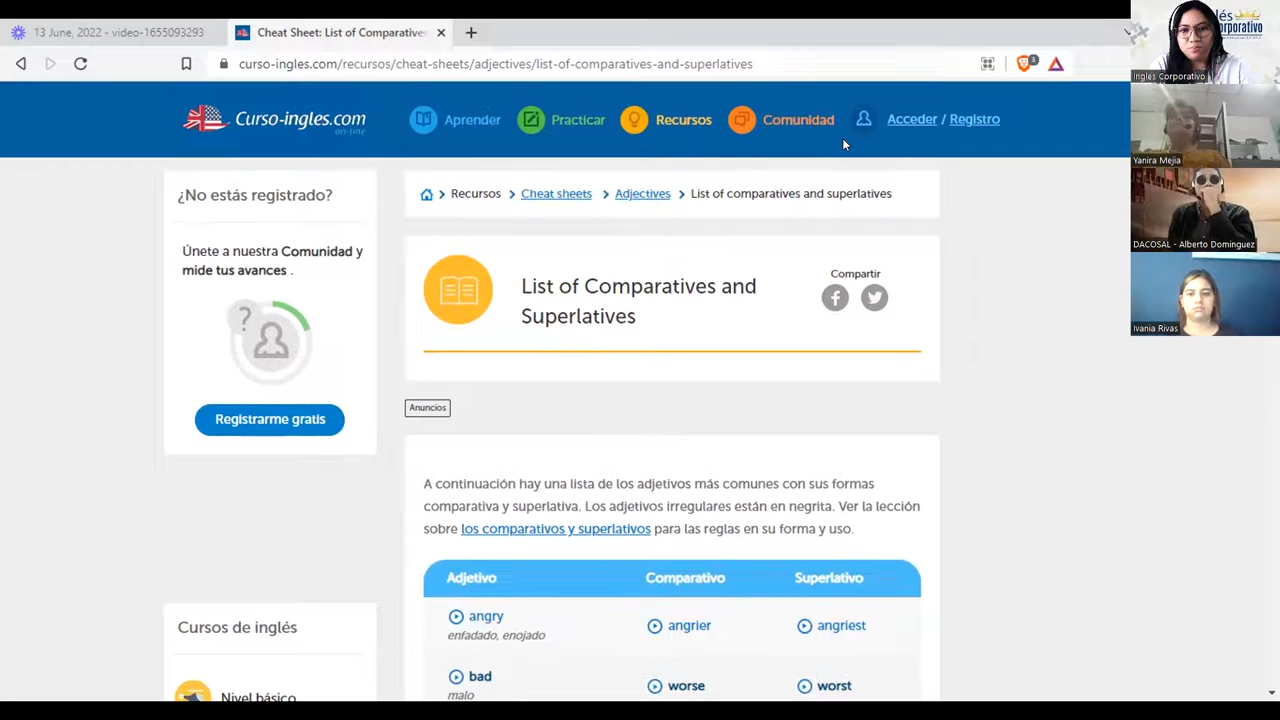 13 June, 2022 - video-1655093293
Cheat Sheet: List of Comparatives
curso-ingles.com/recursos/cheat-sheets/adjectives/list-of-comparatives-and-superlatives
Curso-ingles.com
on-line
Aprender
Practicar
Recursos
Comunidad
Acceder / Registro
¿No estás registrado?
Únete a nuestra Comunidad y
mide tus avances .
?
Registrarme gratis
Cursos de inglés
Nivel básico
Recursos > Cheat sheets > Adjectives > List of comparatives and superlatives
List of Comparatives and
Superlatives
Compartir
Anuncios
A continuación hay una lista de los adjetivos más comunes con sus formas
comparativa y superlativa. Los adjetivos irregulares están en negrita. Ver la lección
sobre los comparativos y superlativos para las reglas en su forma y uso.
Adjetivo Comparativo Superlativo
angry angrier angriest
enfadado, enojado
bad worse worst
malo
Inglés Corporativo
Yanira Mejia
DACOSAL - Alberto Dominguez
Ivania Rivas